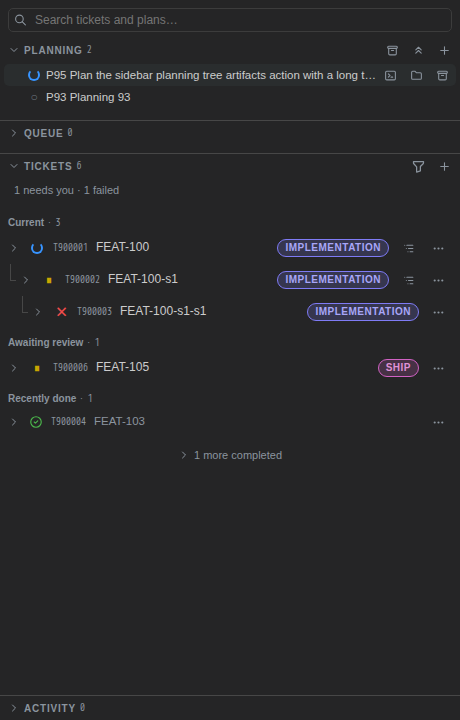 Search tickets and plans…
PLANNING 2
P95 Plan the sidebar planning tree artifacts action with a long t…
P93 Planning 93
QUEUE 0
TICKETS 6
1 needs you · 1 failed
Current · 3
T900001 FEAT-100 IMPLEMENTATION
T900002 FEAT-100-s1 IMPLEMENTATION
T900003 FEAT-100-s1-s1 IMPLEMENTATION
Awaiting review · 1
T900006 FEAT-105 SHIP
Recently done · 1
T900004 FEAT-103
1 more completed
ACTIVITY 0